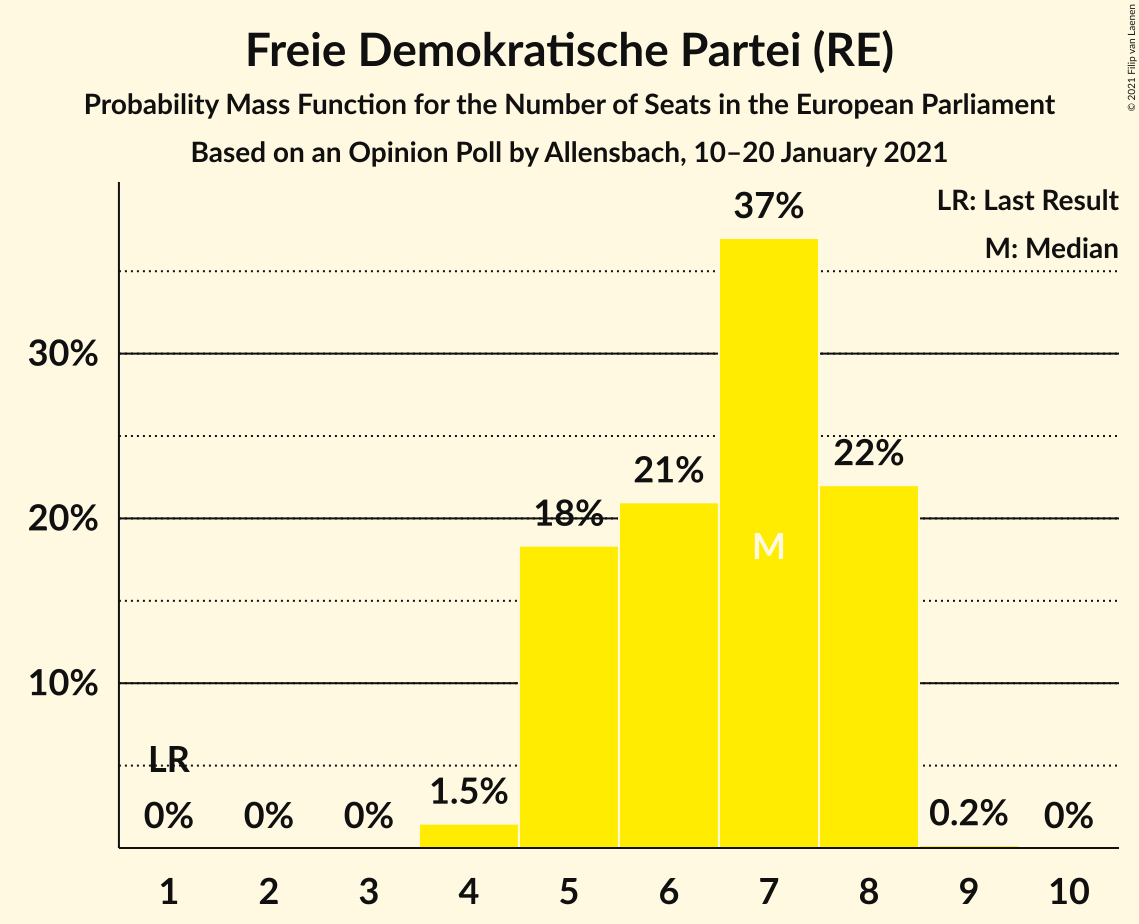 Freie Demokratische Partei (RE)
Probability Mass Function for the Number of Seats in the European Parliament
Based on an Opinion Poll by Allensbach, 10–20 January 2021
© 2021 Filip van Laenen
LR: Last Result
M: Median
37%
30%
22%
21%
20%
18%
M
10%
LR
1.5%
0% 0% 0% 0.2% 0%
1 2 3 4 5 6 7 8 9 10